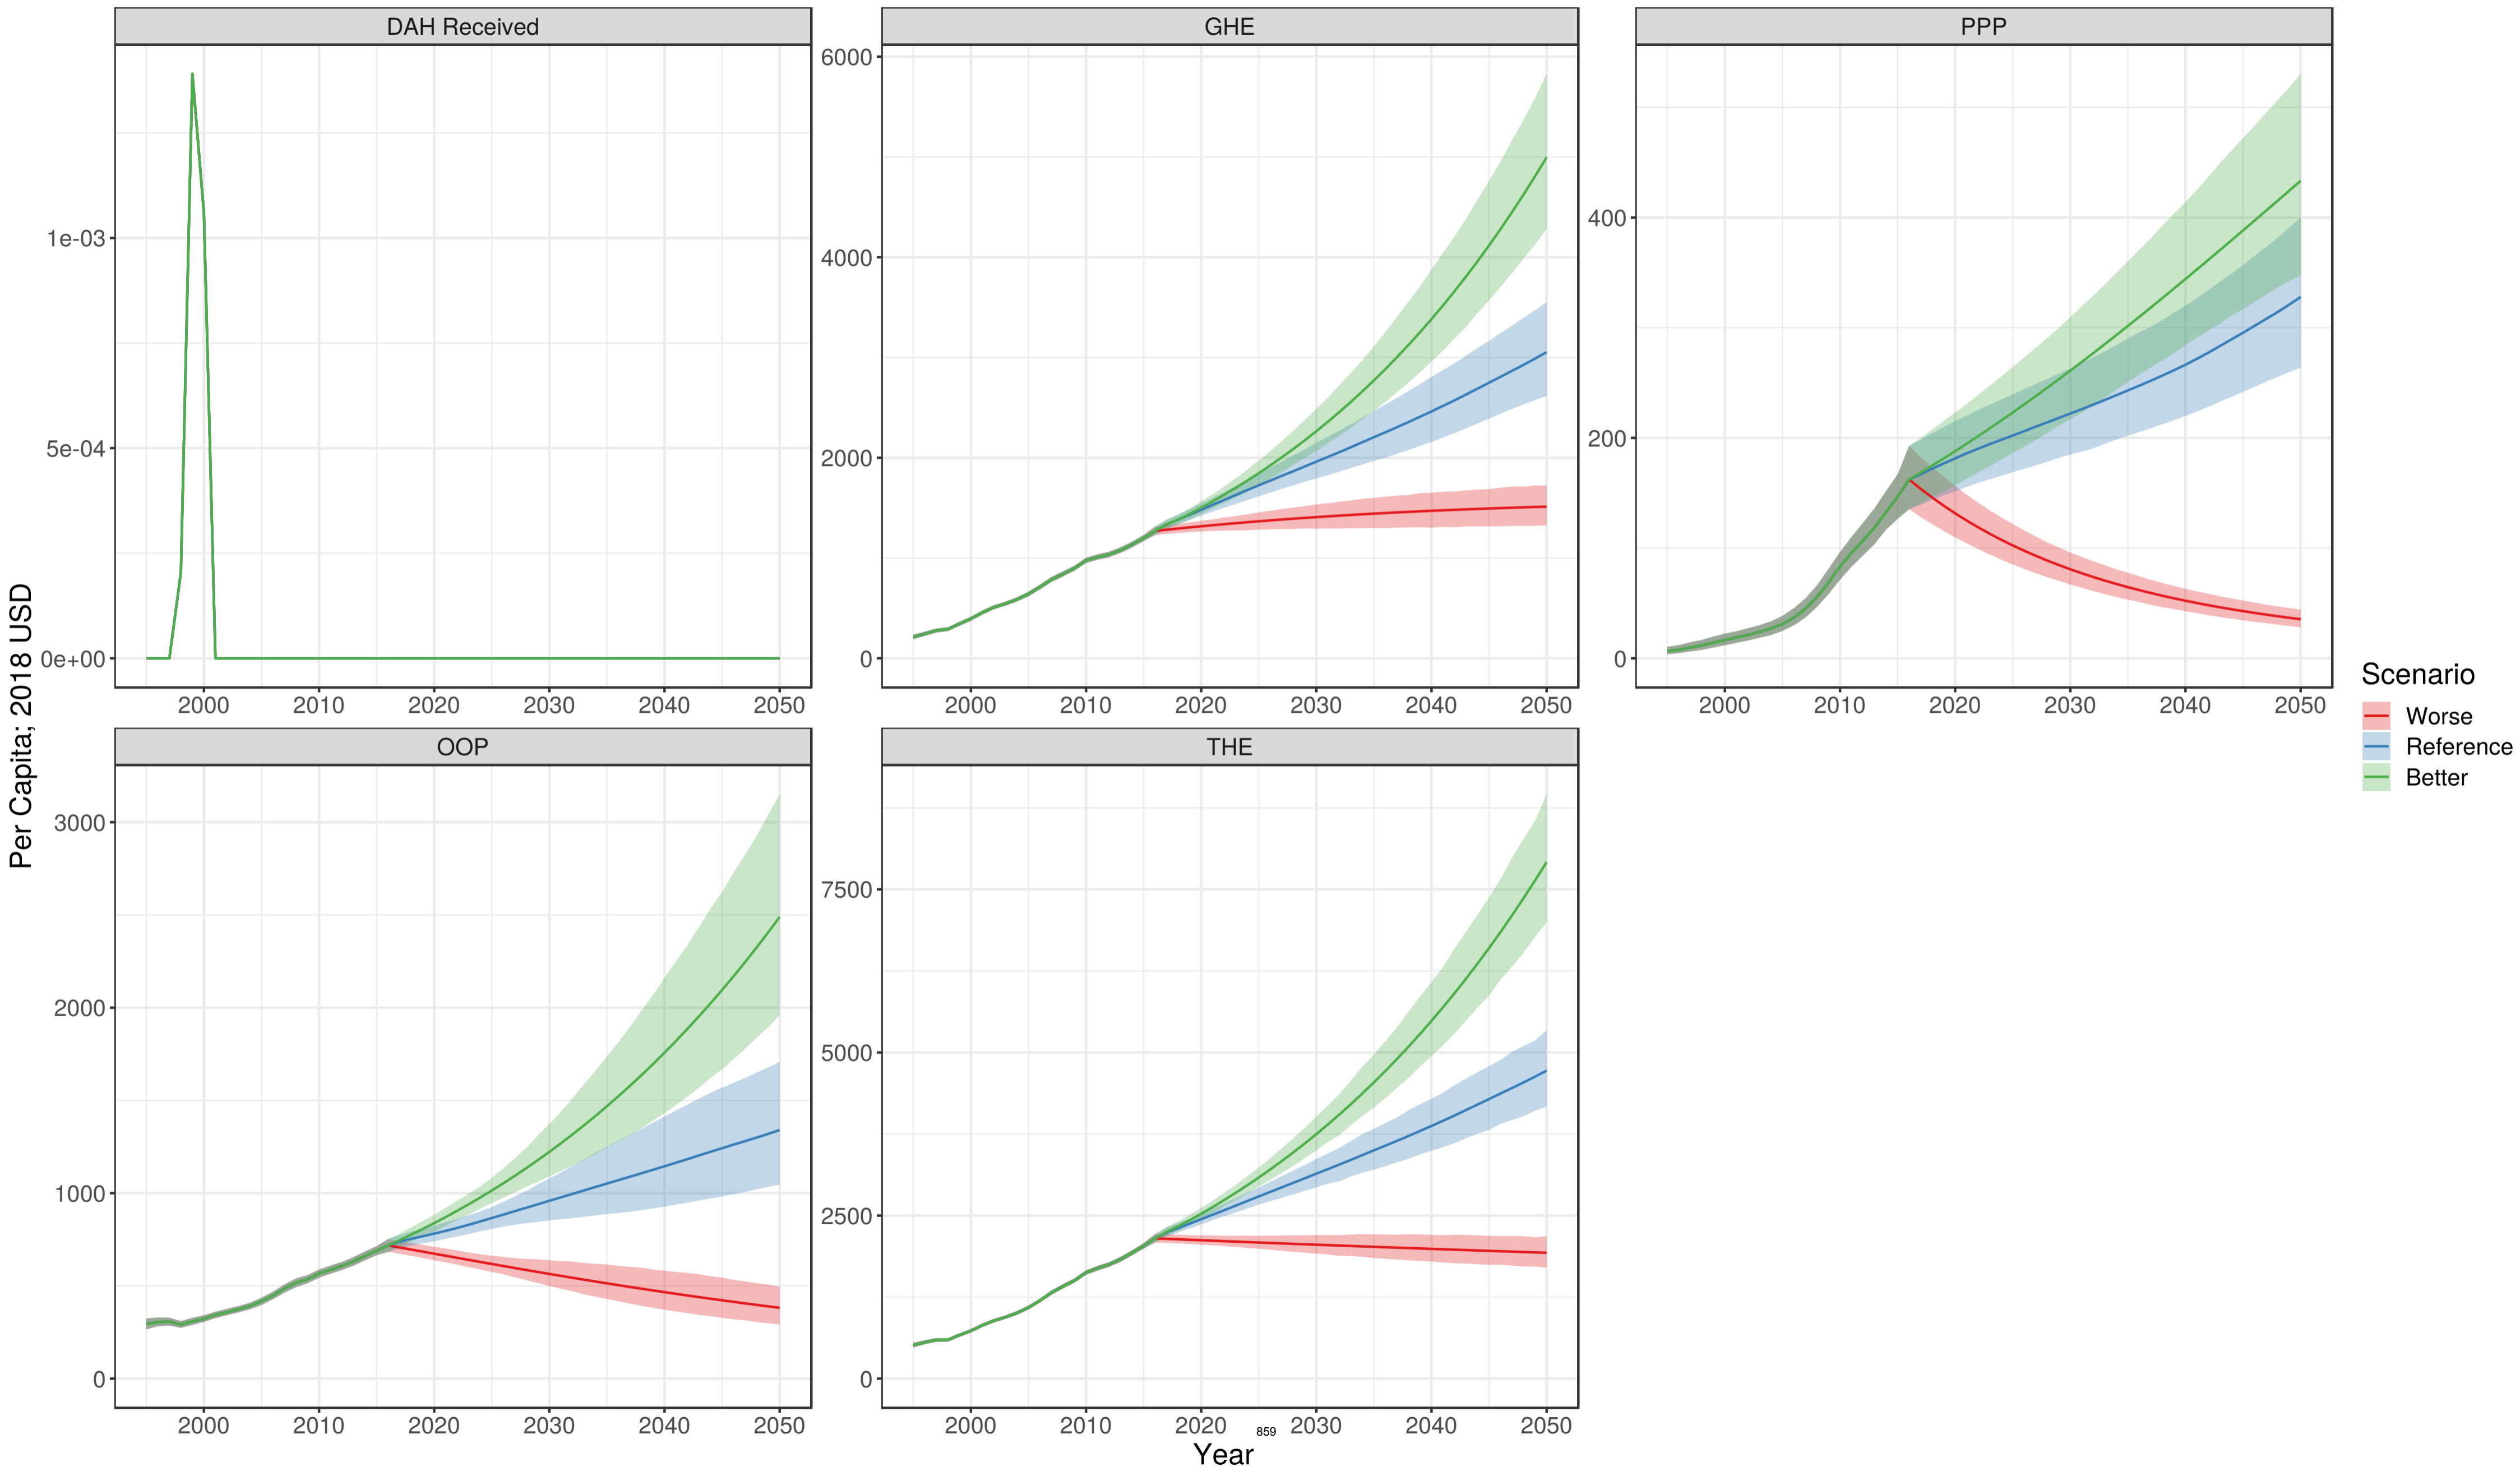 DAH Received
GHE
PPP
1e-03
5e-04
0e+00
2000 2010 2020 2030 2040 2050
6000
4000
2000
0
2000 2010 2020 2030 2040 2050
400
200
0
2000 2010 2020 2030 2040 2050
OOP
THE
3000
2000
1000
0
2000 2010 2020 2030 2040 2050
7500
5000
2500
0
2000 2010 2020 2030 2040 2050
Per Capita; 2018 USD
Year
859
Scenario
Worse
Reference
Better